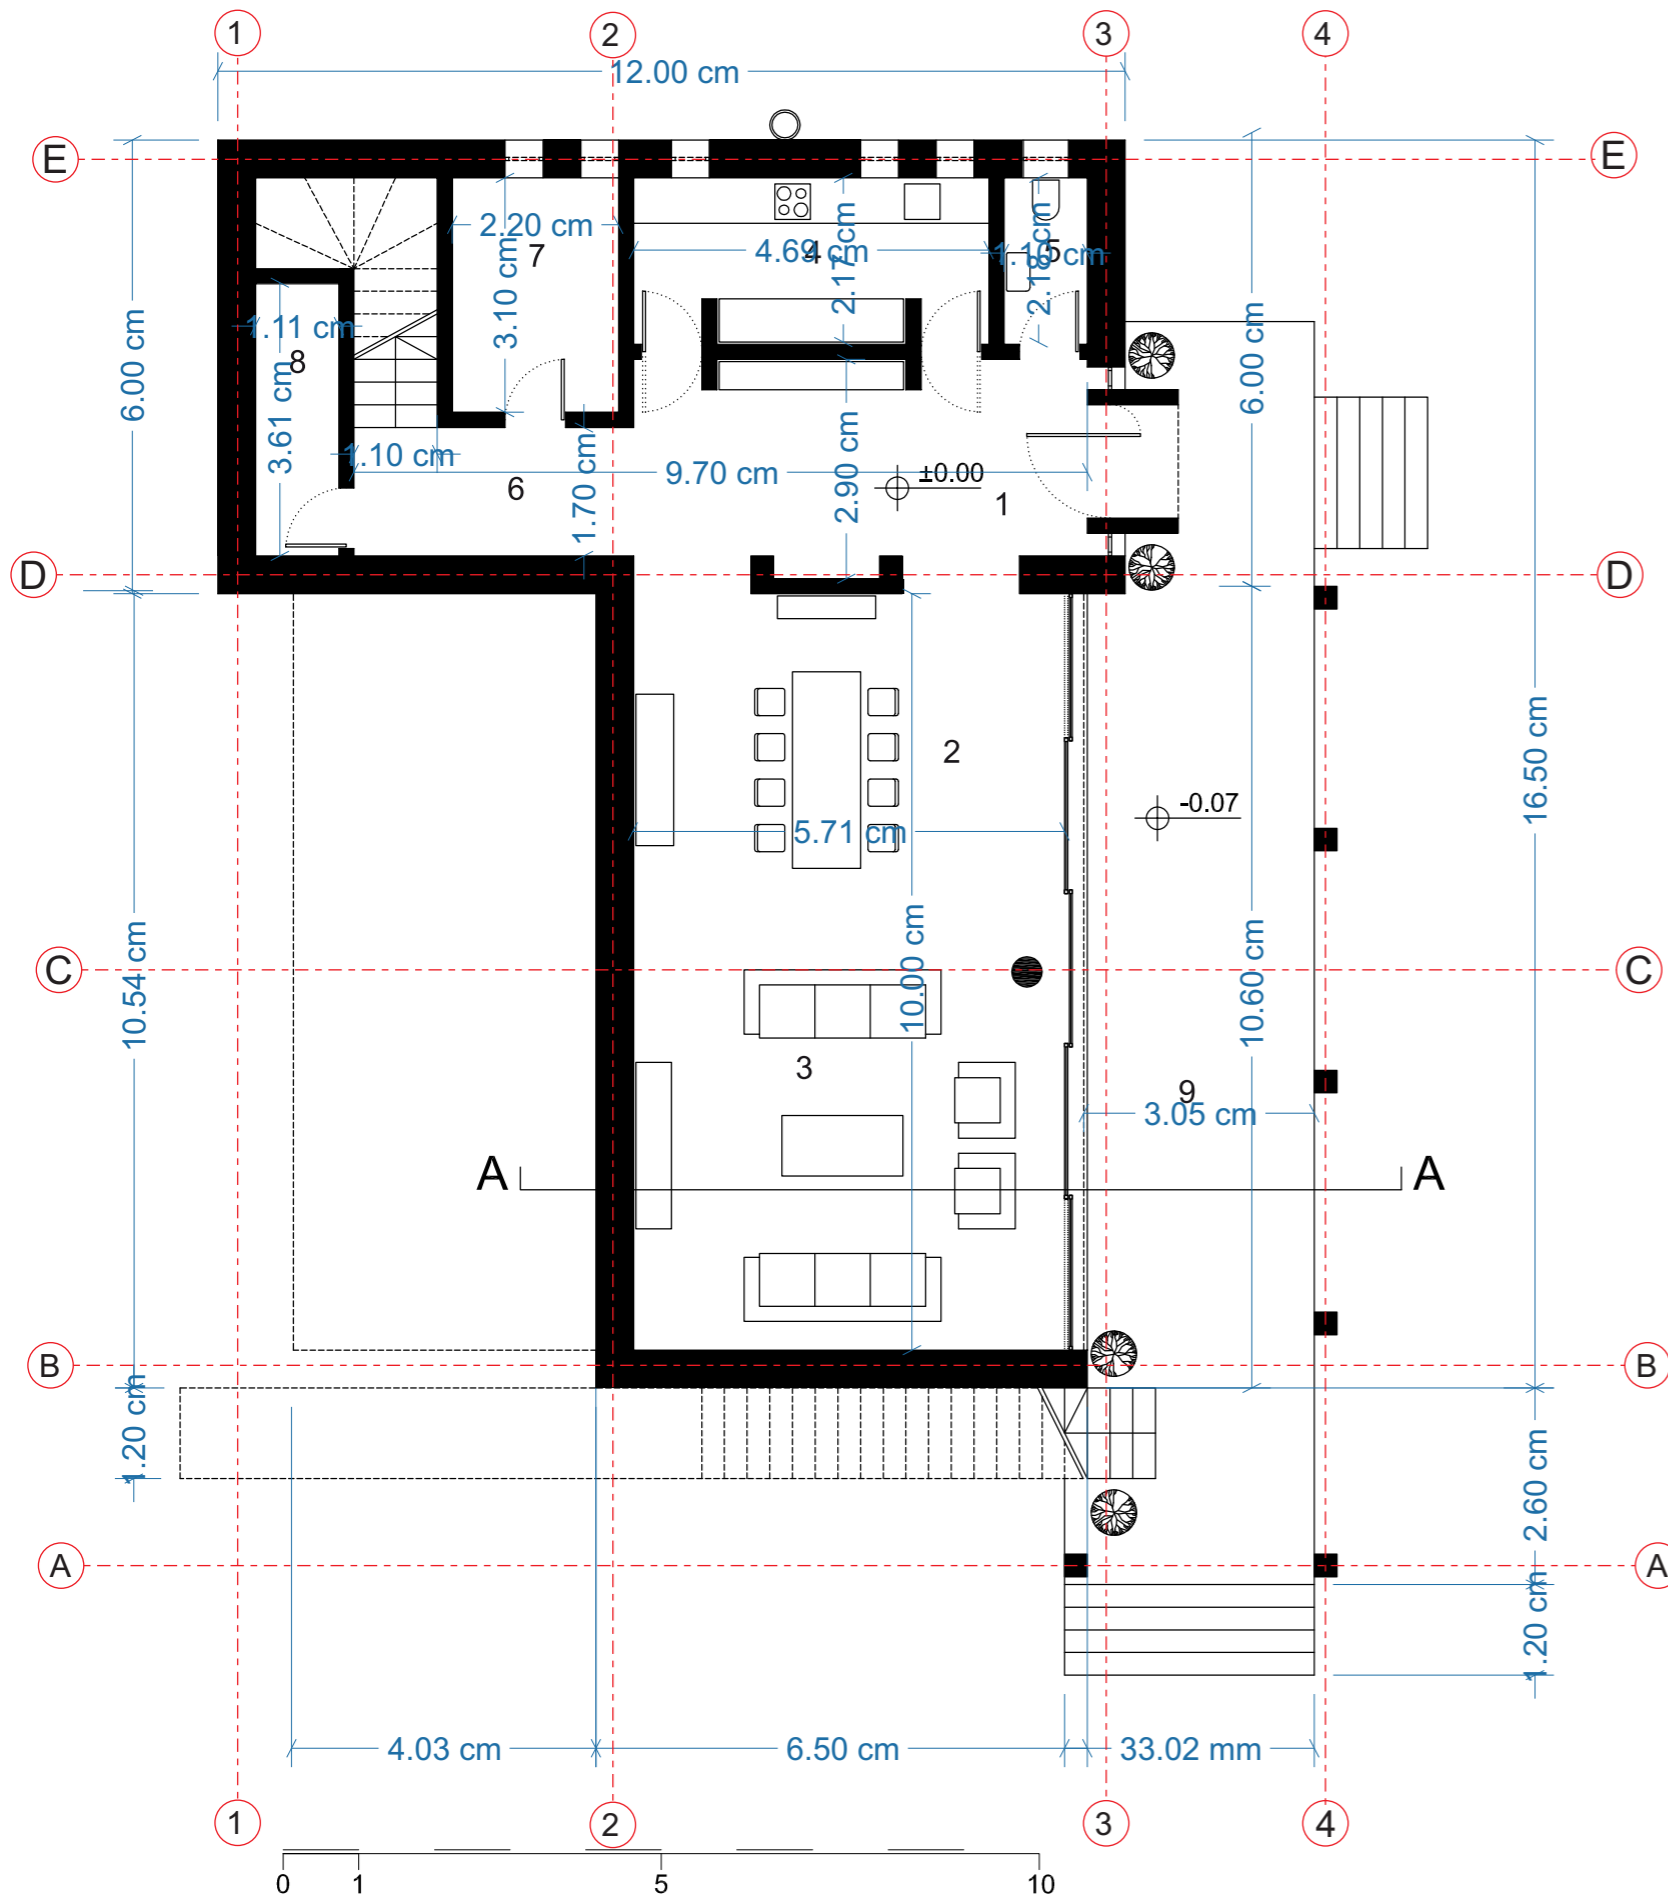 1 2 3 4
12.00 cm
E E
2.20 cm
7
4.69 cm
4
2.17 cm
1.10 cm
5
2.18 cm
3.10 cm
6.00 cm
6.00 cm
1.11 cm
8
3.61 cm
1.10 cm
9.70 cm
±0.00
6
1.70 cm
2.90 cm
1
D D
16.50 cm
2
-0.07
5.71 cm
10.54 cm
10.00 cm
10.60 cm
C C
3
9
3.05 cm
A A
B B
1.20 cm
2.60 cm
A A
1.20 cm
4.03 cm 6.50 cm 33.02 mm
1 2 3 4
0 1 5 10